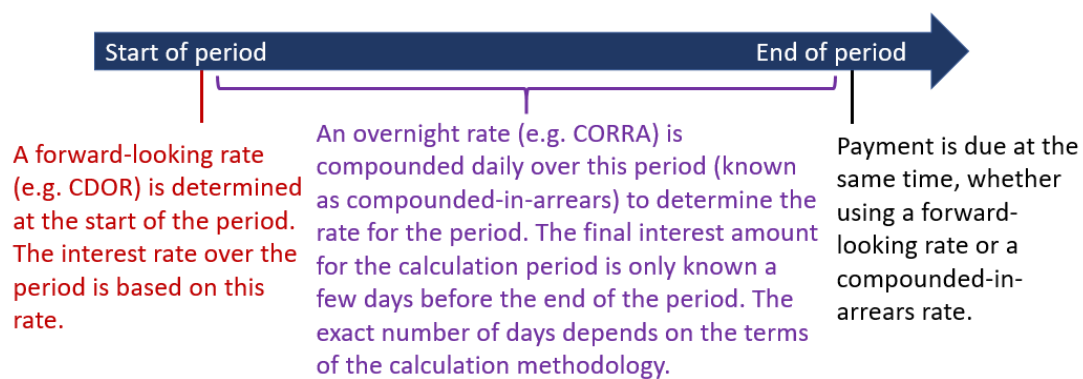 Start of period
End of period
A forward-looking rate
(e.g. CDOR) is determined
at the start of the period.
The interest rate over the
period is based on this
rate.
An overnight rate (e.g. CORRA) is
compounded daily over this period (known
as compounded-in-arrears) to determine the
rate for the period. The final interest amount
for the calculation period is only known a
few days before the end of the period. The
exact number of days depends on the terms
of the calculation methodology.
Payment is due at the
same time, whether
using a forward-
looking rate or a
compounded-in-
arrears rate.